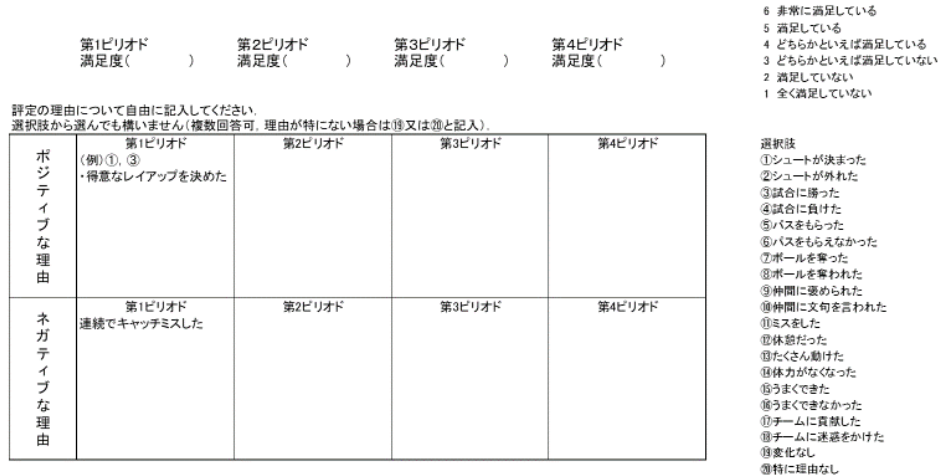 6 非常に満足している
5 満足している
4 どちらかといえば満足している
3 どちらかといえば満足していない
2 満足していない
1 全く満足していない
第1ピリオド 第2ピリオド 第3ピリオド 第4ピリオド
満足度( ) 満足度( ) 満足度( ) 満足度( )
評定の理由について自由に記入してください.
選択肢から選んでも構いません(複数回答可, 理由が特にない場合は⑲又は⑳と記入).
ポジティブな理由
第1ピリオド 第2ピリオド 第3ピリオド 第4ピリオド
(例)①, ③
・得意なレイアップを決めた
ネガティブな理由
第1ピリオド 第2ピリオド 第3ピリオド 第4ピリオド
連続でキャッチミスした
選択肢
①シュートが決まった
②シュートが外れた
③試合に勝った
④試合に負けた
⑤パスをもらった
⑥パスをもらえなかった
⑦ボールを奪った
⑧ボールを奪われた
⑨仲間に褒められた
⑩仲間に文句を言われた
⑪ミスをした
⑫休憩だった
⑬たくさん動けた
⑭体力がなくなった
⑮うまくできた
⑯うまくできなかった
⑰チームに貢献した
⑱チームに迷惑をかけた
⑲変化なし
⑳特に理由なし